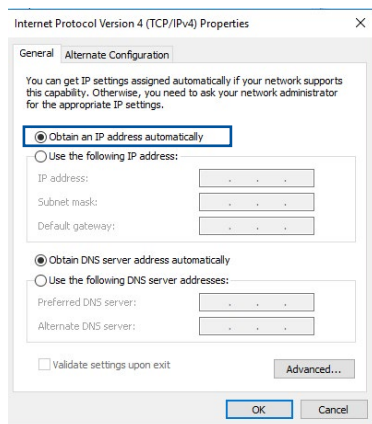 Internet Protocol Version 4 (TCP/IPv4) Properties
General
Alternate Configuration
You can get IP settings assigned automatically if your network supports
this capability. Otherwise, you need to ask your network administrator
for the appropriate IP settings.
Obtain an IP address automatically
Use the following IP address:
IP address:
Subnet mask:
Default gateway:
Obtain DNS server address automatically
Use the following DNS server addresses:
Preferred DNS server:
Alternate DNS server:
Validate settings upon exit
Advanced...
OK
Cancel